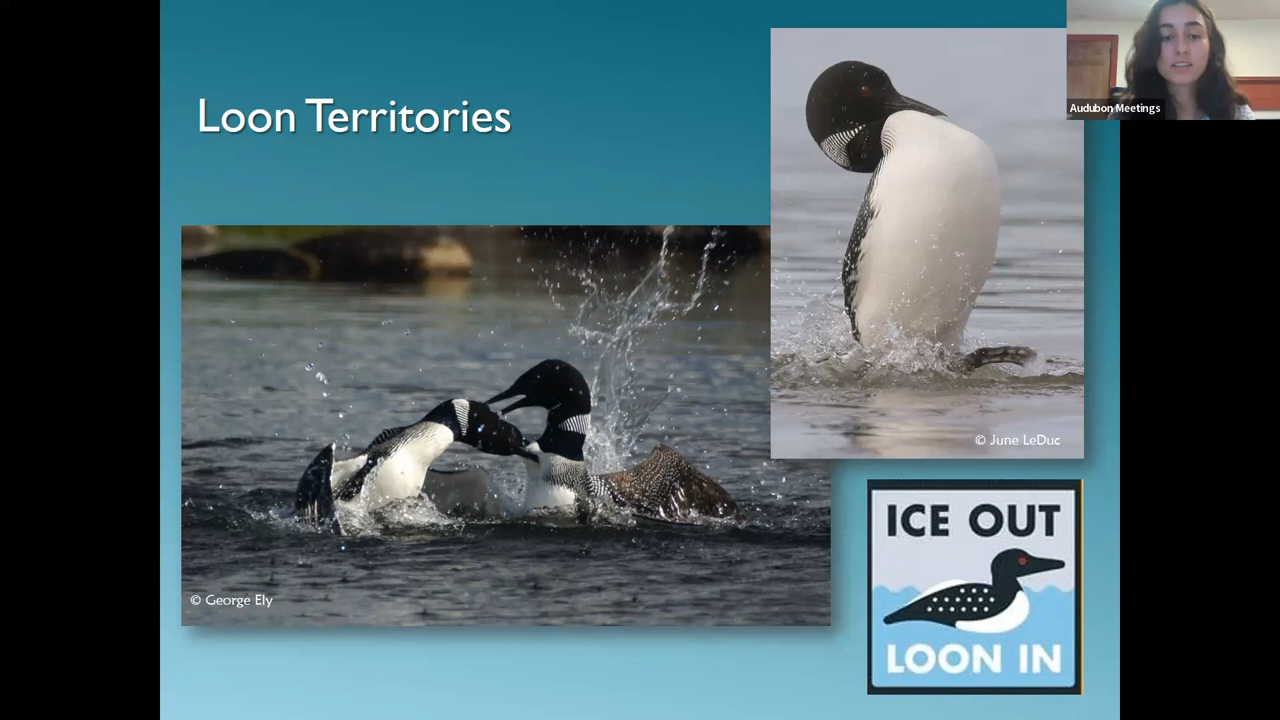 Loon Territories
Audubon Meetings
© June LeDuc
© George Ely
ICE OUT
LOON IN